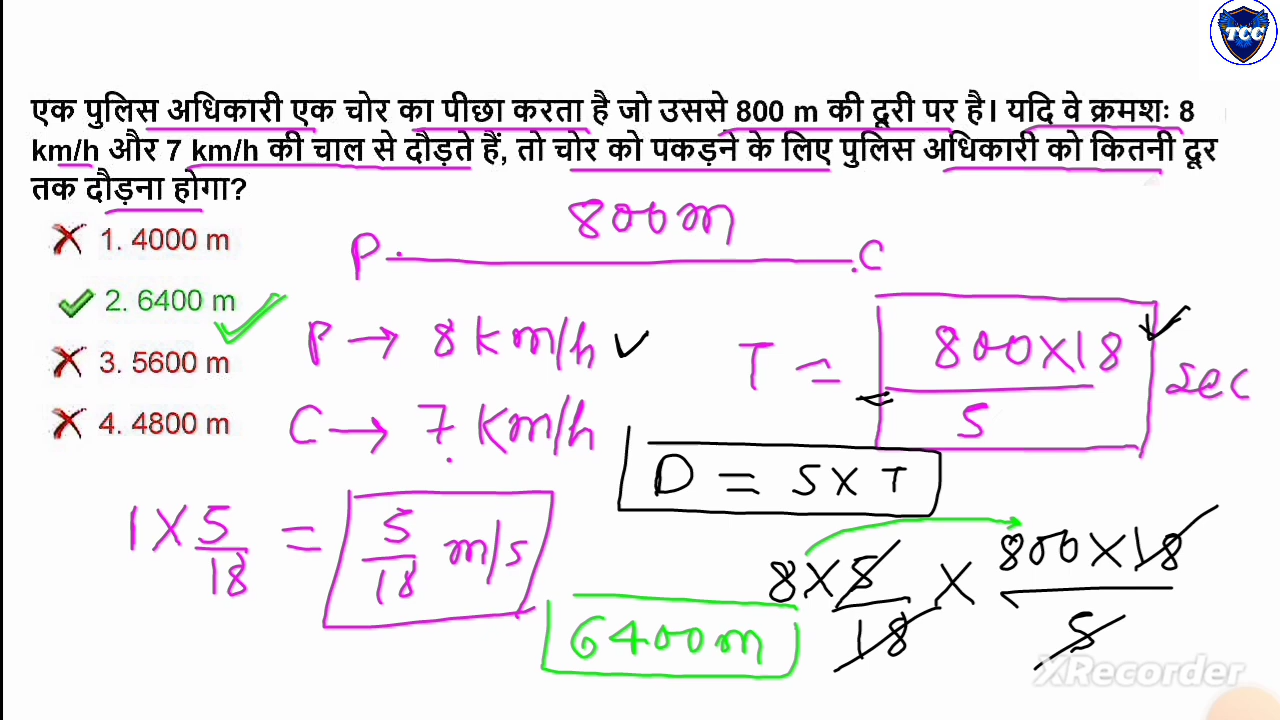 TCC
एक पुलिस अधिकारी एक चोर का पीछा करता है जो उससे 800 m की दूरी पर है। यदि वे क्रमशः 8
km/h और 7 km/h की चाल से दौड़ते हैं, तो चोर को पकड़ने के लिए पुलिस अधिकारी को कितनी दूर
तक दौड़ना होगा?
1. 4000 m
2. 6400 m
3. 5600 m
4. 4800 m
800m
P C
P → 8 km/h
C → 7 Km/h
T = 800×18/5 sec
D = S×T
1 × 5/18 = 5/18 m/s
8 × 5/18 × 800×18/5
6400m
XRecorder